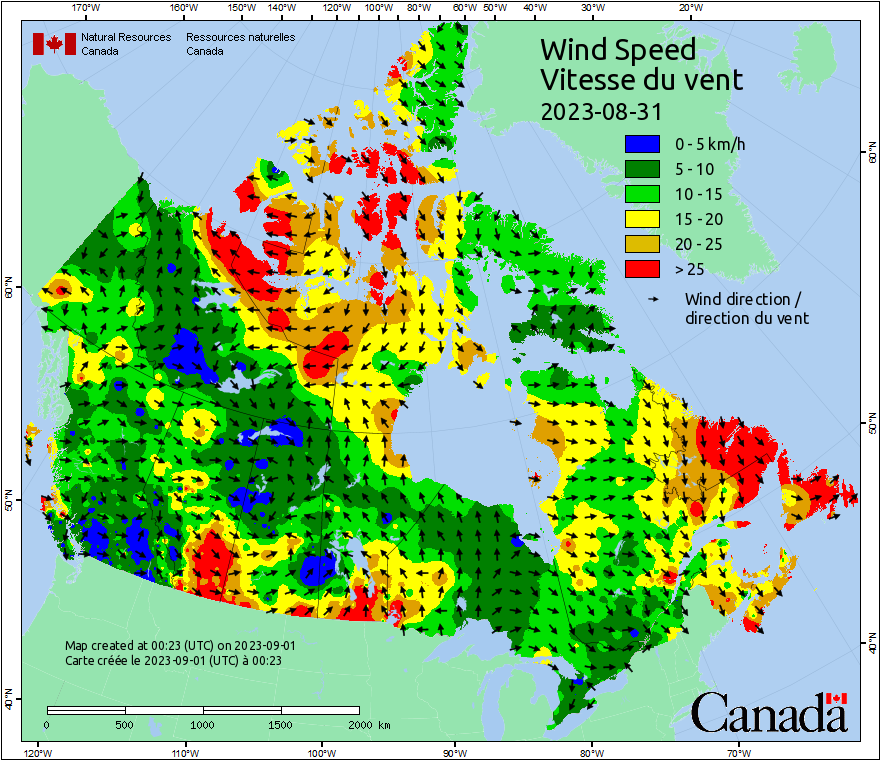 170°W 160°W 150°W 140°W 120°W 100°W 80°W 60°W 50°W 40°W 30°W 20°W
Natural Resources Ressources naturelles
Canada Canada
Wind Speed
Vitesse du vent
2023-08-31
0 - 5 km/h
5 - 10
10 - 15
15 - 20
20 - 25
> 25
Wind direction /
direction du vent
60°N
60°N
50°N
50°N
40°N
40°N
Map created at 00:23 (UTC) on 2023-09-01
Carte créée le 2023-09-01 (UTC) à 00:23
0 500 1000 1500 2000 km
Canada
120°W 110°W 100°W 90°W 80°W 70°W